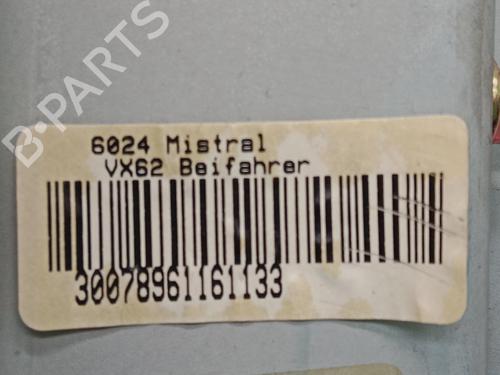 B-PARTS
6024 Mistral
VX62 Beifahrer
30078961161133